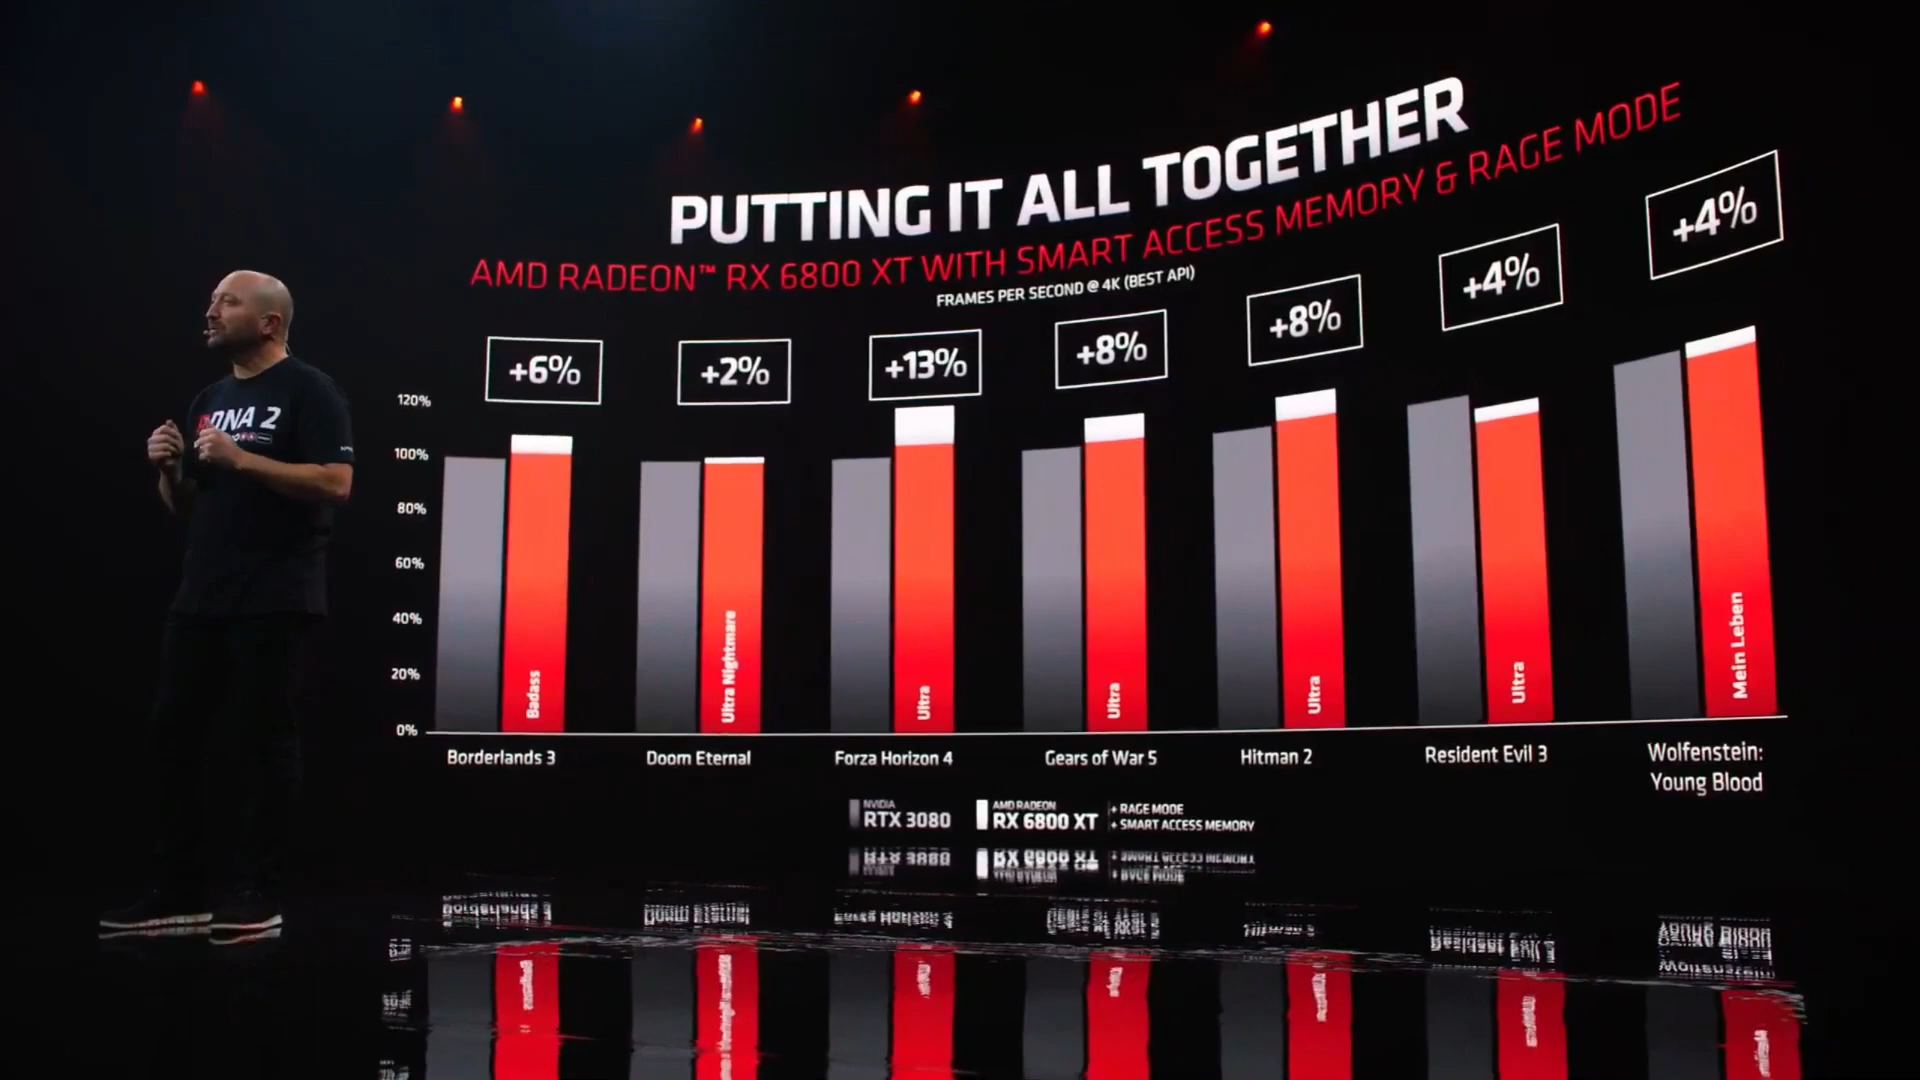 PUTTING IT ALL TOGETHER
AMD RADEON™ RX 6800 XT WITH SMART ACCESS MEMORY & RAGE MODE
FRAMES PER SECOND @ 4K (BEST API)
+6%
+2%
+13%
+8%
+8%
+4%
+4%
120%
100%
80%
60%
40%
20%
0%
Badass
Ultra Nightmare
Ultra
Ultra
Ultra
Ultra
Mein Leben
Borderlands 3
Doom Eternal
Forza Horizon 4
Gears of War 5
Hitman 2
Resident Evil 3
Wolfenstein:
Young Blood
NVIDIA
RTX 3080
AMD RADEON
RX 6800 XT
+ RAGE MODE
+ SMART ACCESS MEMORY
RDNA 2